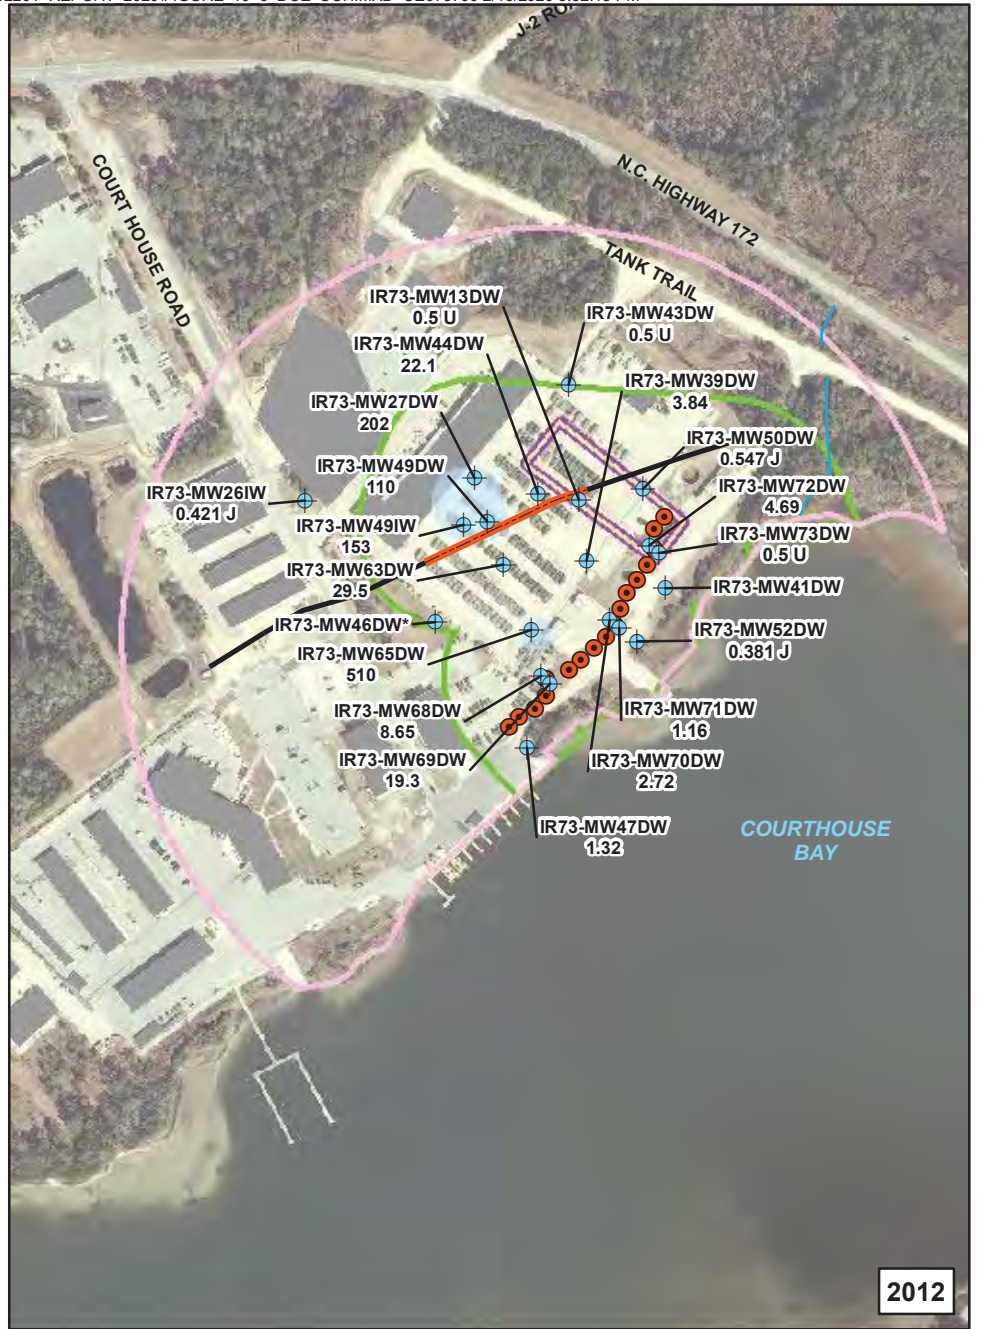 J-2 RO
N.C. HIGHWAY 172
COURT HOUSE ROAD
TANK TRAIL
IR73-MW13DW
0.5 U
IR73-MW43DW
0.5 U
IR73-MW44DW
22.1
IR73-MW39DW
3.84
IR73-MW27DW
202
IR73-MW50DW
0.547 J
IR73-MW49DW
110
IR73-MW72DW
4.69
IR73-MW26IW
0.421 J
IR73-MW49IW
153
IR73-MW73DW
0.5 U
IR73-MW63DW
29.5
IR73-MW41DW
IR73-MW46DW*
IR73-MW52DW
0.381 J
IR73-MW65DW
510
IR73-MW68DW
8.65
IR73-MW71DW
1.16
IR73-MW69DW
19.3
IR73-MW70DW
2.72
IR73-MW47DW
1.32
COURTHOUSE
BAY
2012